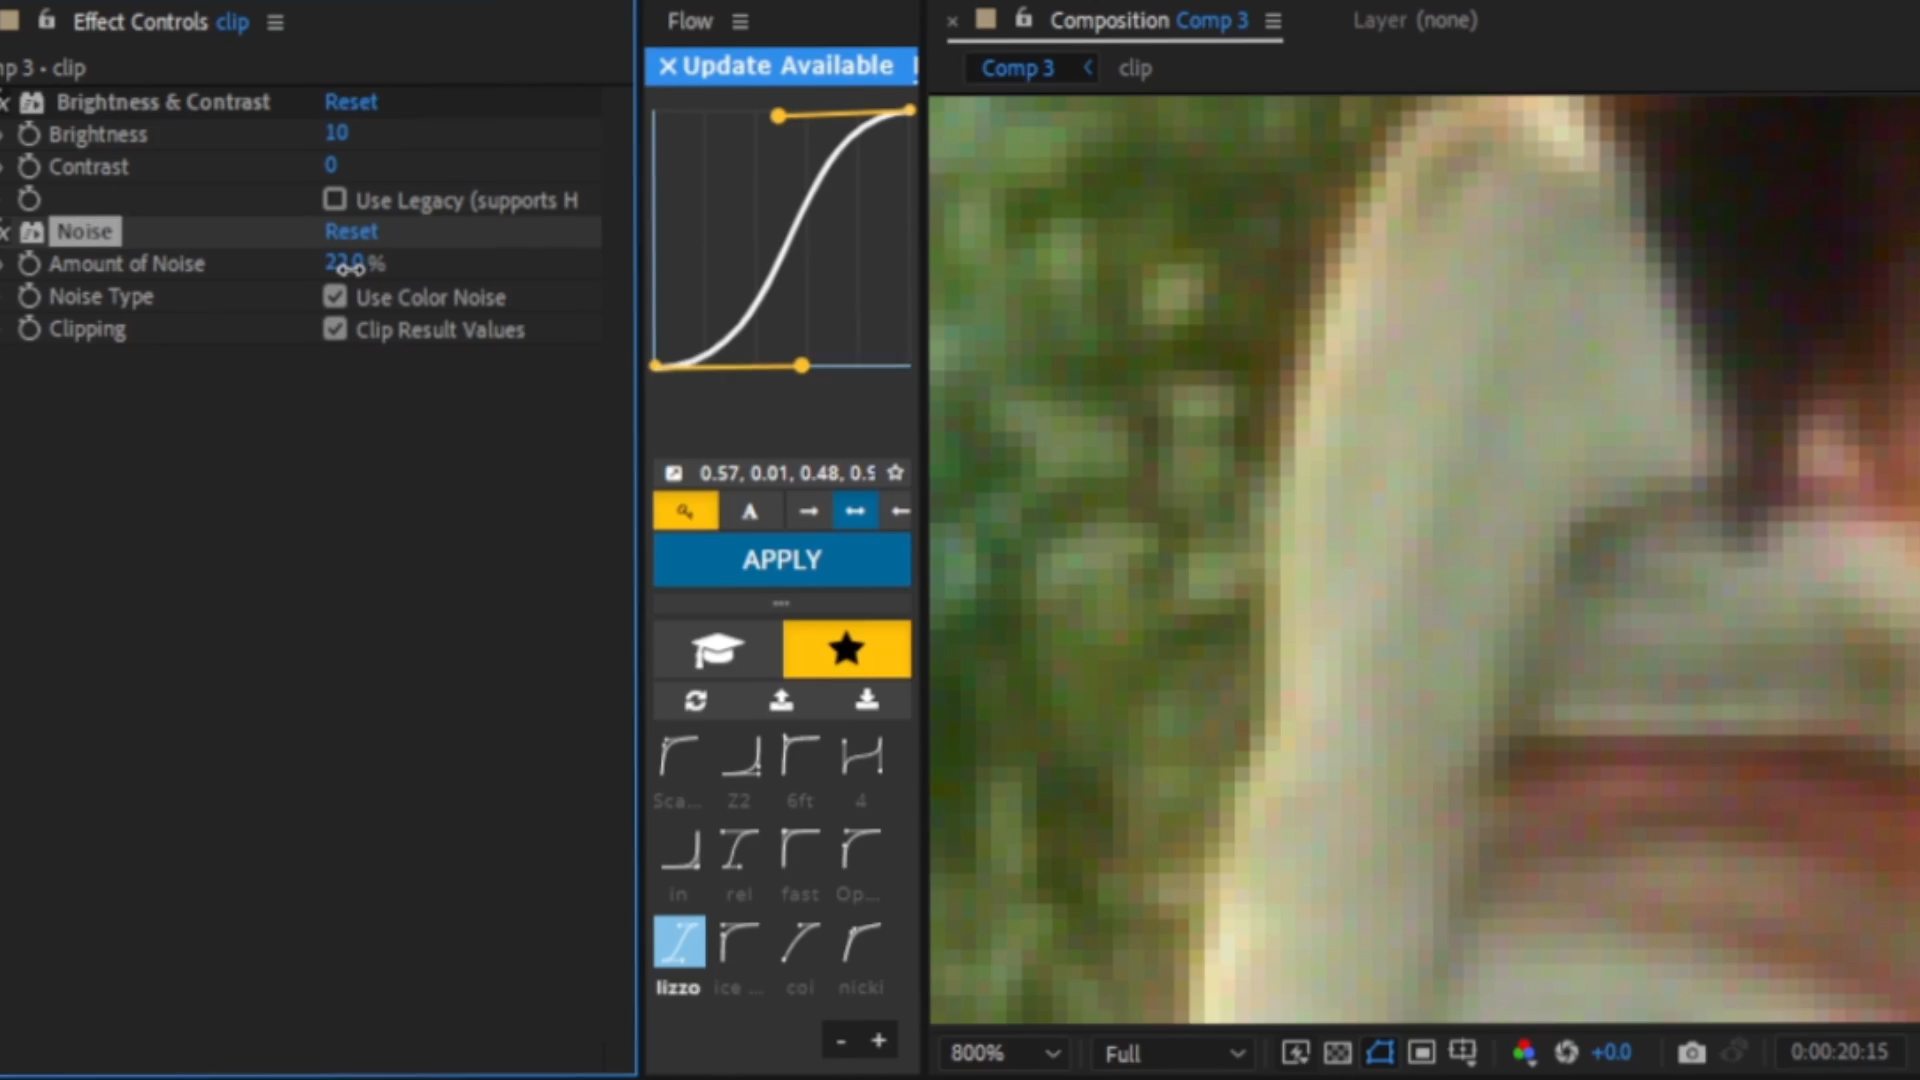 Effect Controls clip
p 3 - clip
Brightness & Contrast Reset
Brightness 10
Contrast 0
Use Legacy (supports H
Noise Reset
Amount of Noise %
Noise Type Use Color Noise
Clipping Clip Result Values
Flow
Update Available
0.57, 0.01, 0.48, 0.9
A
APPLY
Sca... Z2 6ft 4
in rel fast Op...
lizzo ice ... col nicki
- +
Composition Comp 3 Layer (none)
Comp 3 clip
800% Full +0.0 0:00:20:15